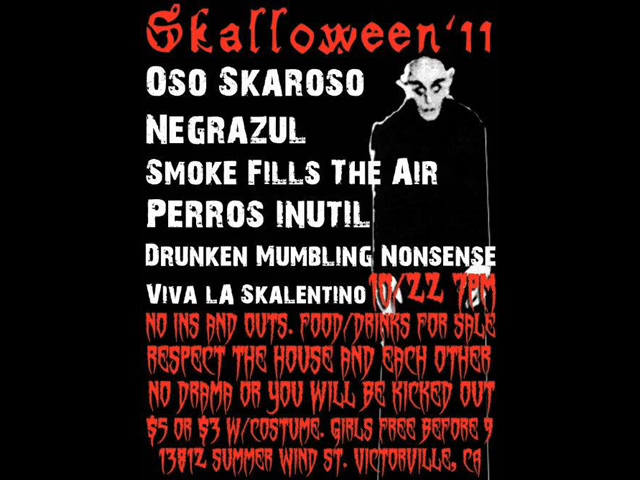 Skalloween '11
Oso Skaroso
Negrazul
Smoke Fills The Air
Perros Inutil
Drunken Mumbling Nonsense
Viva la Skalentino 10/22 7pm
No ins and outs. Food/drinks for sale
Respect the house and each other
No drama or you will be kicked out
$5 or $3 w/costume. Girls free before 9
13812 Summer Wind St. Victorville, CA